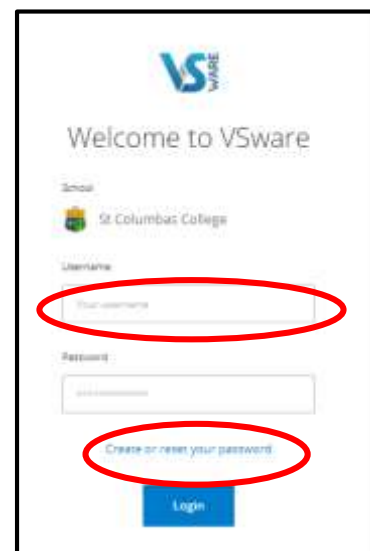 VS WARE
Welcome to VSware
School
St Columbas College
Username
Your username
Password
Create or reset your password
Login